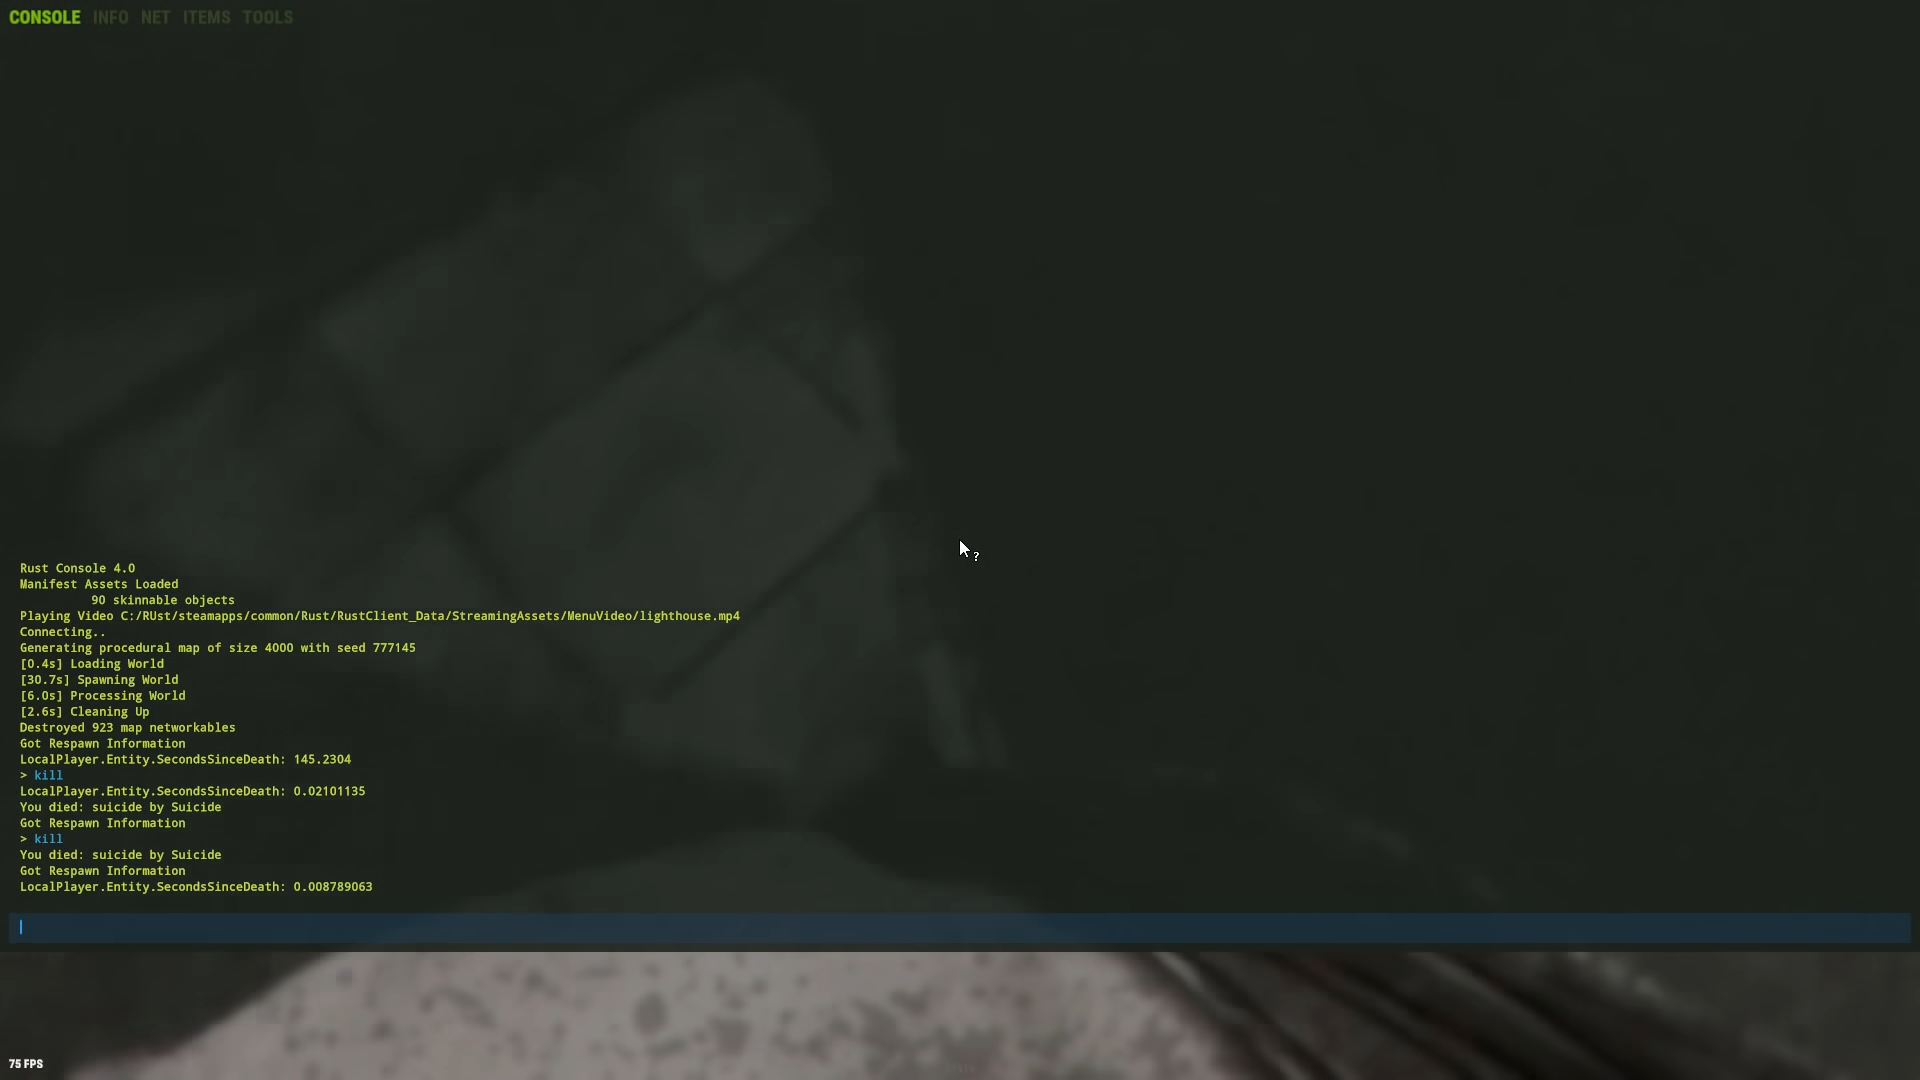 CONSOLE INFO NET ITEMS TOOLS
Rust Console 4.0
Manifest Assets Loaded
90 skinnable objects
Playing Video C:/RUst/steamapps/common/Rust/RustClient_Data/StreamingAssets/MenuVideo/lighthouse.mp4
Connecting..
Generating procedural map of size 4000 with seed 777145
[0.4s] Loading World
[30.7s] Spawning World
[6.0s] Processing World
[2.6s] Cleaning Up
Destroyed 923 map networkables
Got Respawn Information
LocalPlayer.Entity.SecondsSinceDeath: 145.2304
> kill
LocalPlayer.Entity.SecondsSinceDeath: 0.02101135
You died: suicide by Suicide
Got Respawn Information
> kill
You died: suicide by Suicide
Got Respawn Information
LocalPlayer.Entity.SecondsSinceDeath: 0.008789063
75 FPS